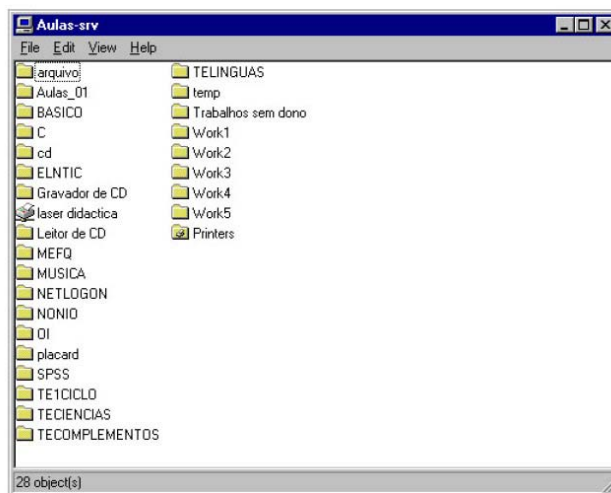 Aulas-srv
File Edit View Help
arquivo
Aulas_01
BASICO
C
cd
ELNTIC
Gravador de CD
laser didactica
Leitor de CD
MEFQ
MUSICA
NETLOGON
NONIO
OI
placard
SPSS
TE1CICLO
TECIENCIAS
TECOMPLEMENTOS
TELINGUAS
temp
Trabalhos sem dono
Work1
Work2
Work3
Work4
Work5
Printers
28 object(s)